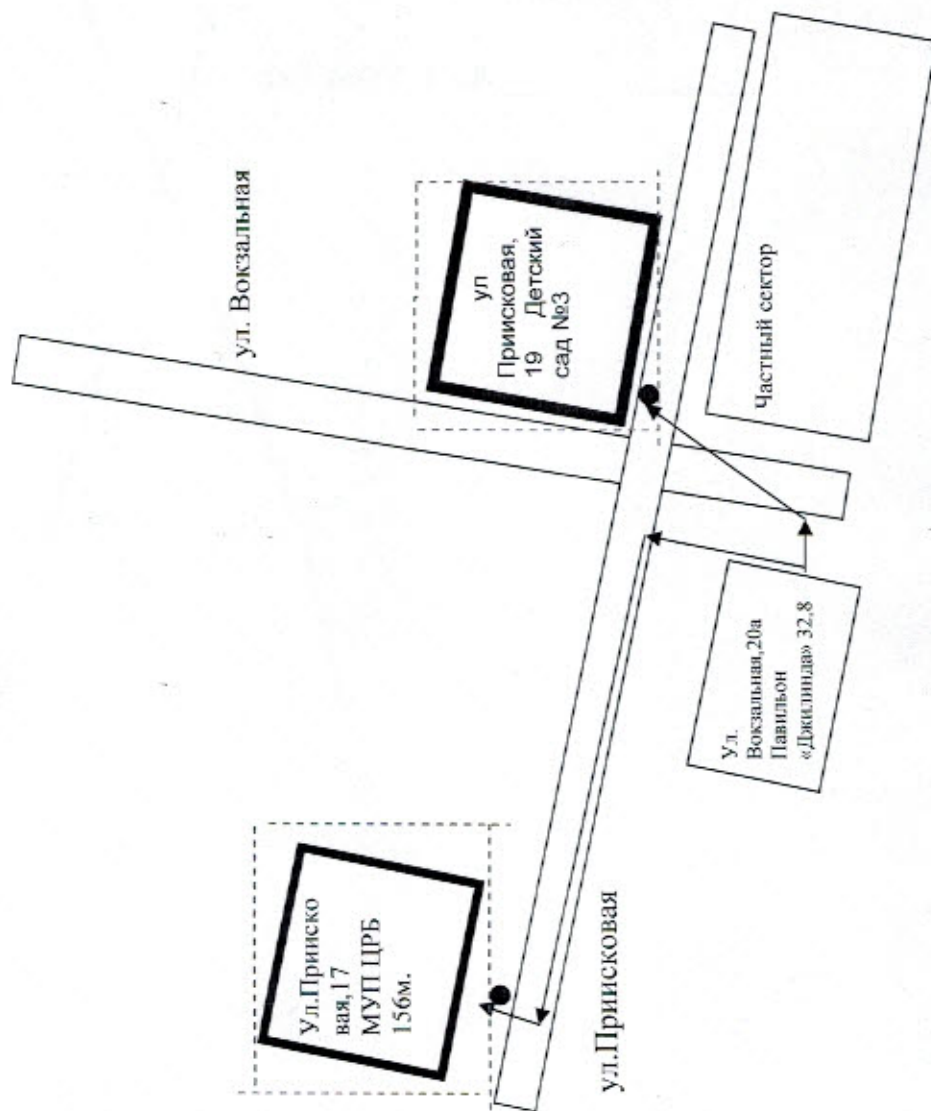 ул. Вокзальная
ул
Приисковая,
19 Детский
сад №3
Частный сектор
Ул.
Вокзальная,20а
Павильон
«Джилинда» 32,8
Ул.Прииско
вая,17
МУП ЦРБ
156м.
ул.Приисковая